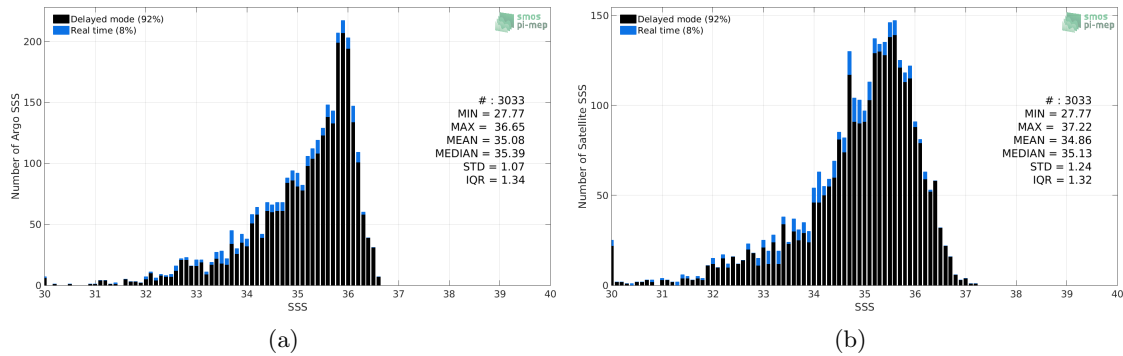 Delayed mode (92%)
Real time (8%)
smos
pi-mep
200
150
100
50
0
Number of Argo SSS
# : 3033
MIN = 27.77
MAX = 36.65
MEAN = 35.08
MEDIAN = 35.39
STD = 1.07
IQR = 1.34
30 31 32 33 34 35 36 37 38 39 40
SSS
(a)
Delayed mode (92%)
Real time (8%)
smos
pi-mep
150
100
50
0
Number of Satellite SSS
# : 3033
MIN = 27.77
MAX = 37.22
MEAN = 34.86
MEDIAN = 35.13
STD = 1.24
IQR = 1.32
30 31 32 33 34 35 36 37 38 39 40
SSS
(b)